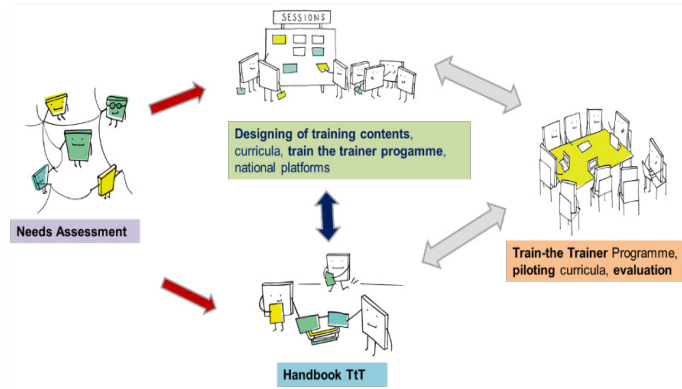 SESSIONS
Designing of training contents,
curricula, train the trainer progamme,
national platforms
Needs Assessment
Train-the Trainer Programme,
piloting curricula, evaluation
Handbook TtT